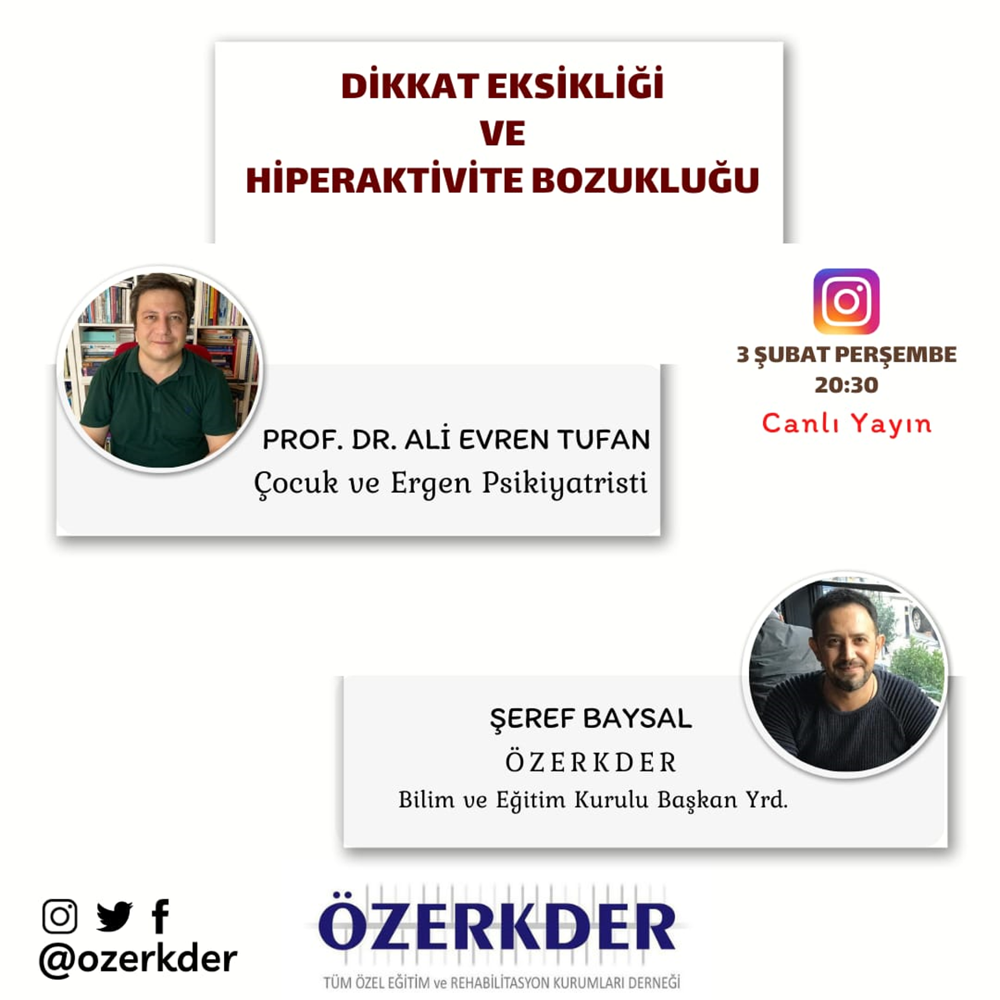 DİKKAT EKSİKLİĞİ
VE
HİPERAKTİVİTE BOZUKLUĞU
3 ŞUBAT PERŞEMBE
20:30
Canlı Yayın
PROF. DR. ALİ EVREN TUFAN
Çocuk ve Ergen Psikiyatristi
ŞEREF BAYSAL
ÖZERKDER
Bilim ve Eğitim Kurulu Başkan Yrd.
@ozerkder
ÖZERKDER
TÜM ÖZEL EĞİTİM ve REHABİLİTASYON KURUMLARI DERNEĞİ